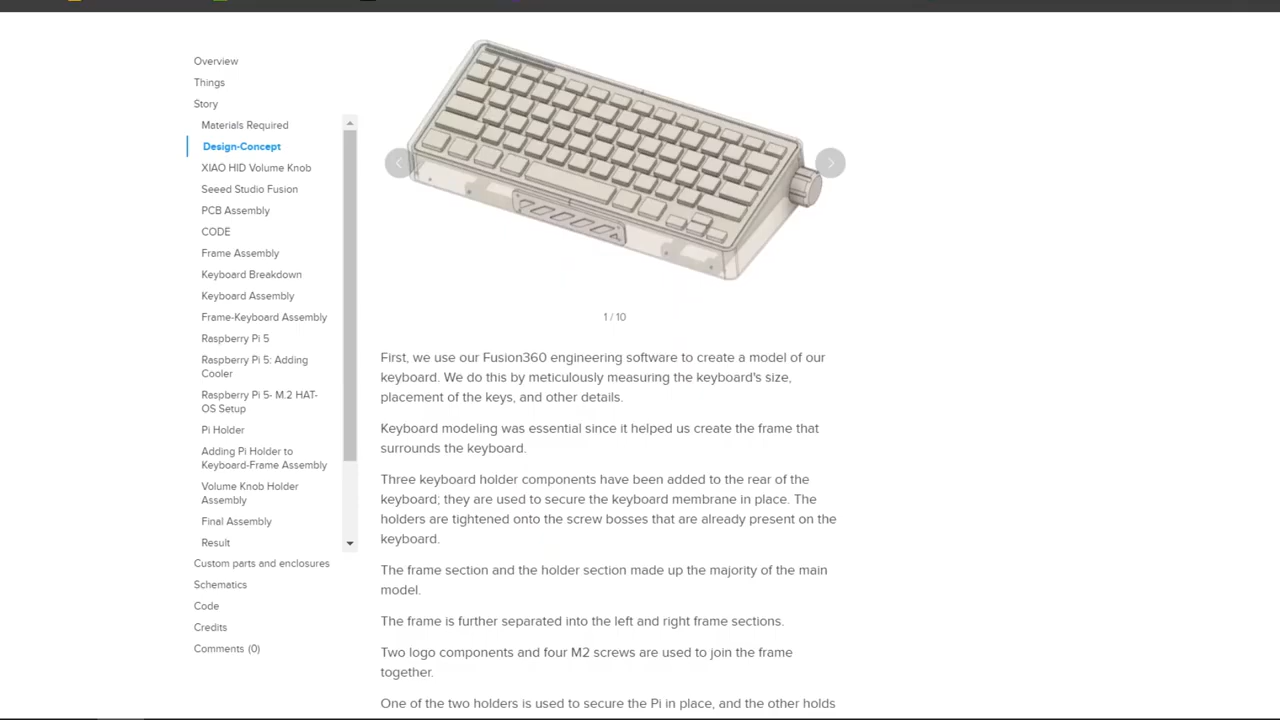 Overview
Things
Story
Materials Required
Design-Concept
XIAO HID Volume Knob
Seeed Studio Fusion
PCB Assembly
CODE
Frame Assembly
Keyboard Breakdown
Keyboard Assembly
Frame-Keyboard Assembly
Raspberry Pi 5
Raspberry Pi 5: Adding
Cooler
Raspberry Pi 5- M.2 HAT-
OS Setup
Pi Holder
Adding Pi Holder to
Keyboard-Frame Assembly
Volume Knob Holder
Assembly
Final Assembly
Result
Custom parts and enclosures
Schematics
Code
Credits
Comments (0)
1 / 10
First, we use our Fusion360 engineering software to create a model of our
keyboard. We do this by meticulously measuring the keyboard's size,
placement of the keys, and other details.
Keyboard modeling was essential since it helped us create the frame that
surrounds the keyboard.
Three keyboard holder components have been added to the rear of the
keyboard; they are used to secure the keyboard membrane in place. The
holders are tightened onto the screw bosses that are already present on the
keyboard.
The frame section and the holder section made up the majority of the main
model.
The frame is further separated into the left and right frame sections.
Two logo components and four M2 screws are used to join the frame
together.
One of the two holders is used to secure the Pi in place, and the other holds